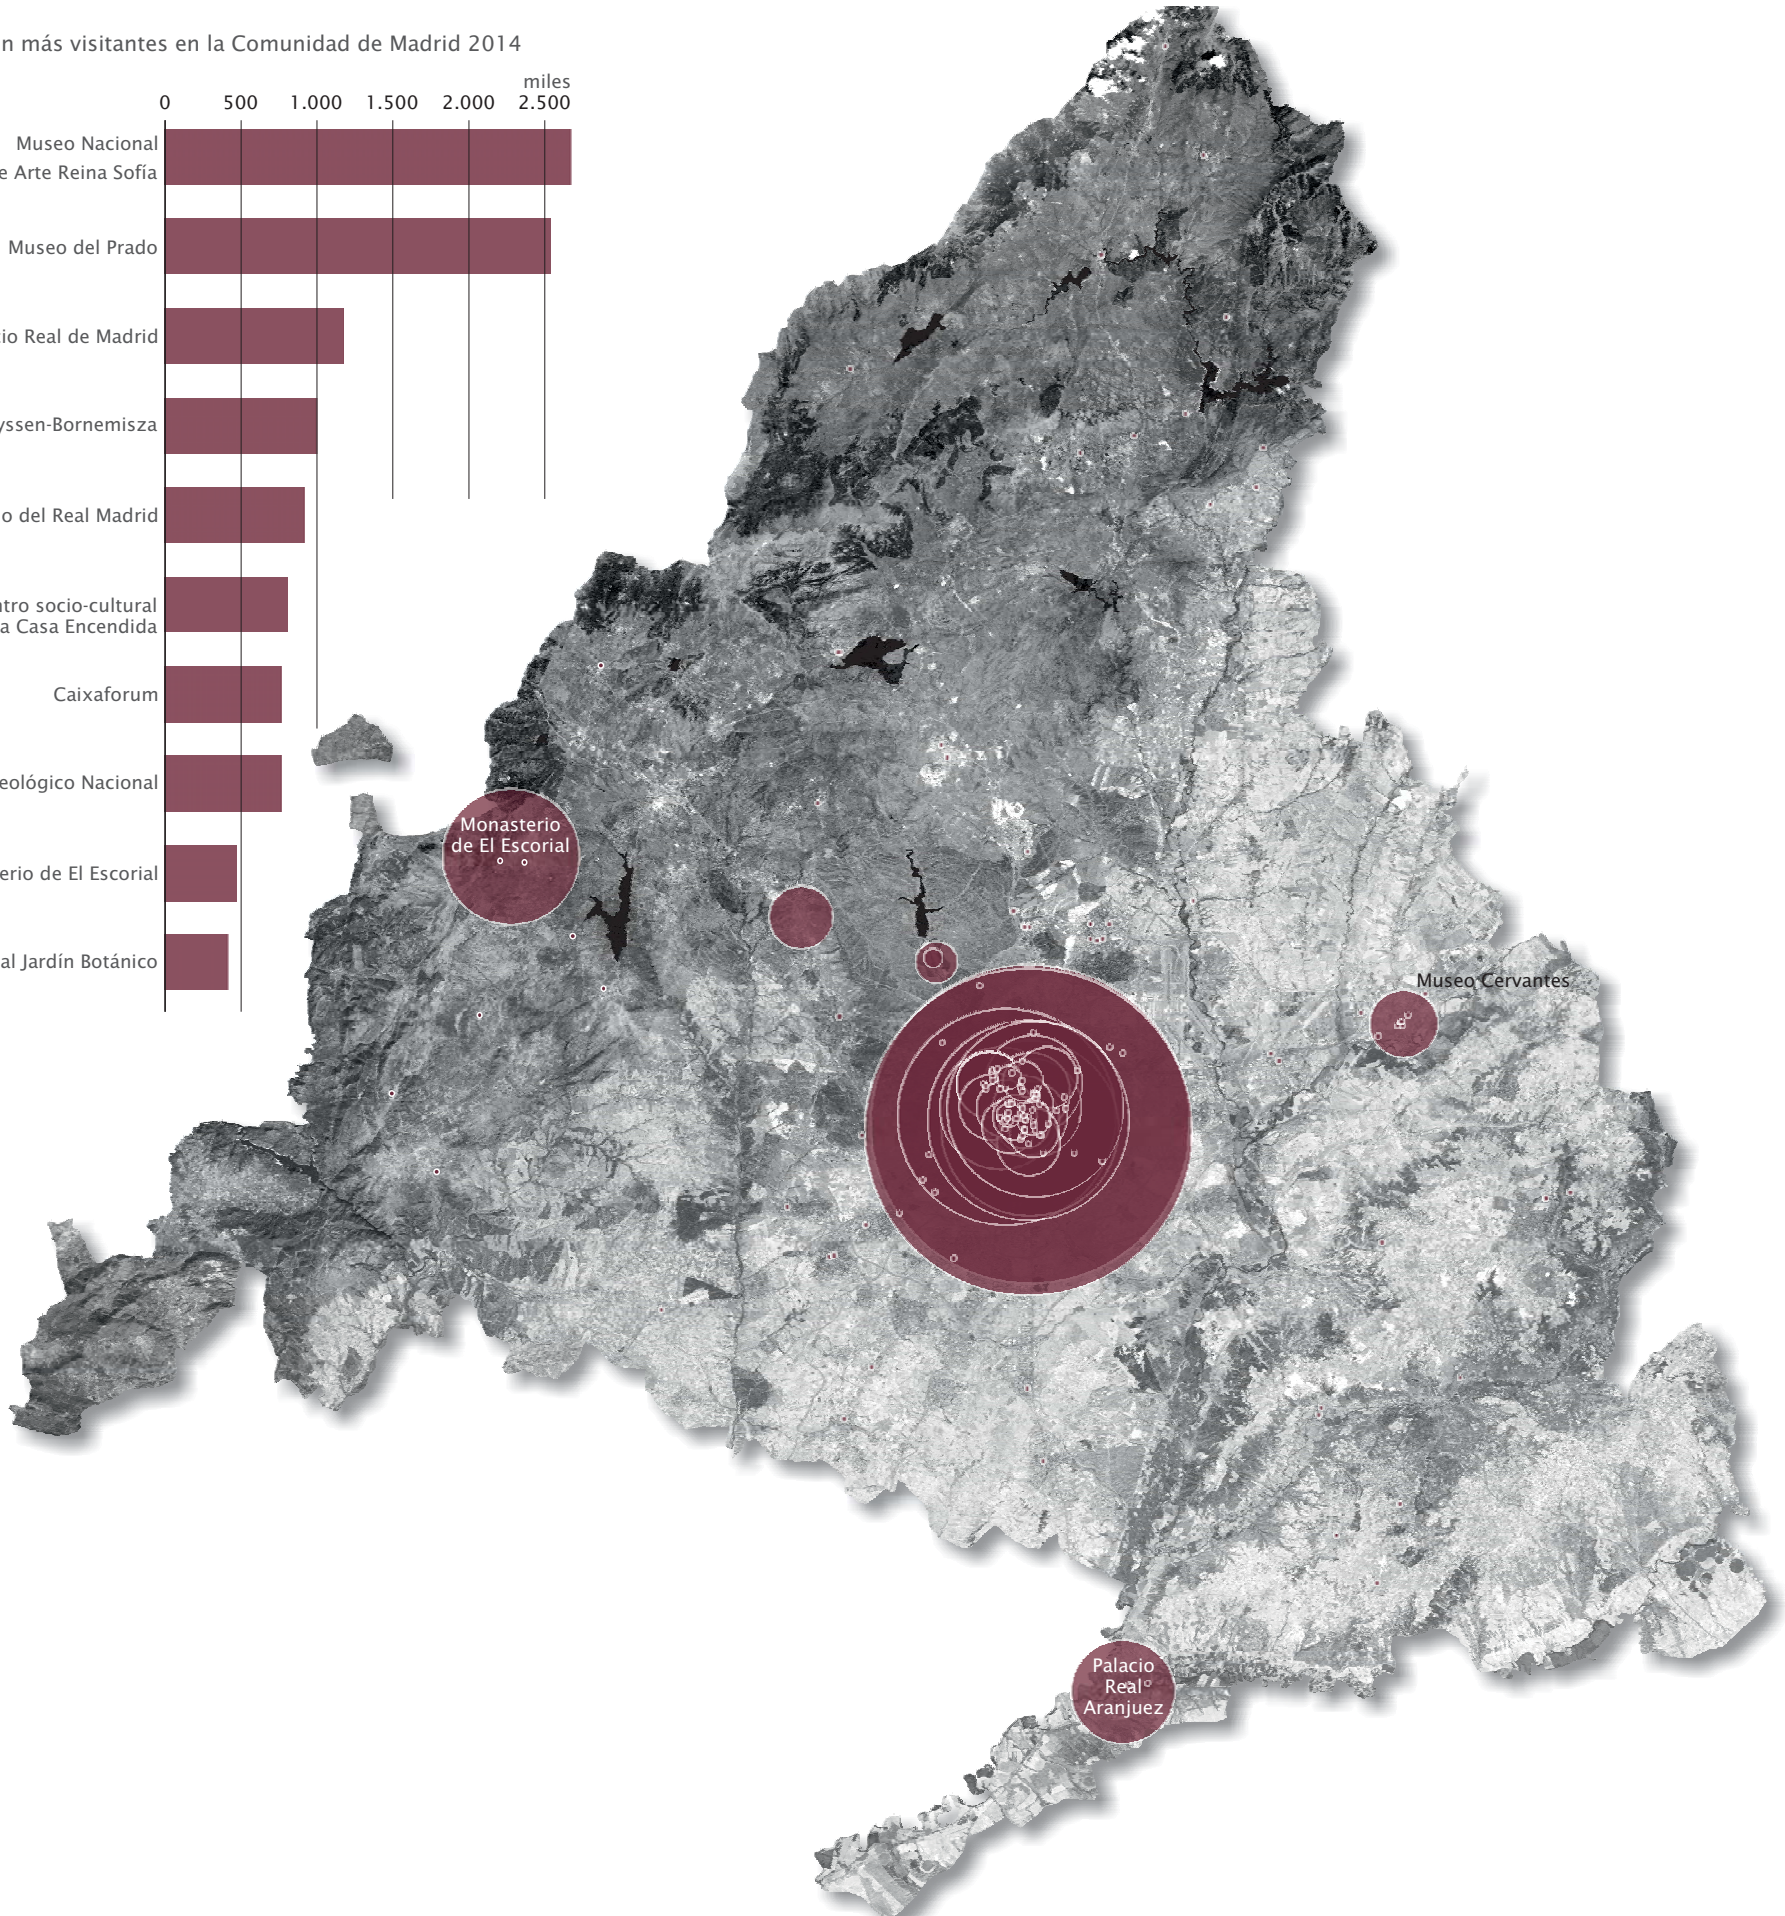 n más visitantes en la Comunidad de Madrid 2014
miles
0 500 1.000 1.500 2.000 2.500
Museo Nacional
e Arte Reina Sofía
Museo del Prado
io Real de Madrid
yssen-Bornemisza
o del Real Madrid
ntro socio-cultural
a Casa Encendida
Caixaforum
eológico Nacional
erio de El Escorial
al Jardín Botánico
Monasterio
de El Escorial
Museo Cervantes
Palacio
Real
Aranjuez